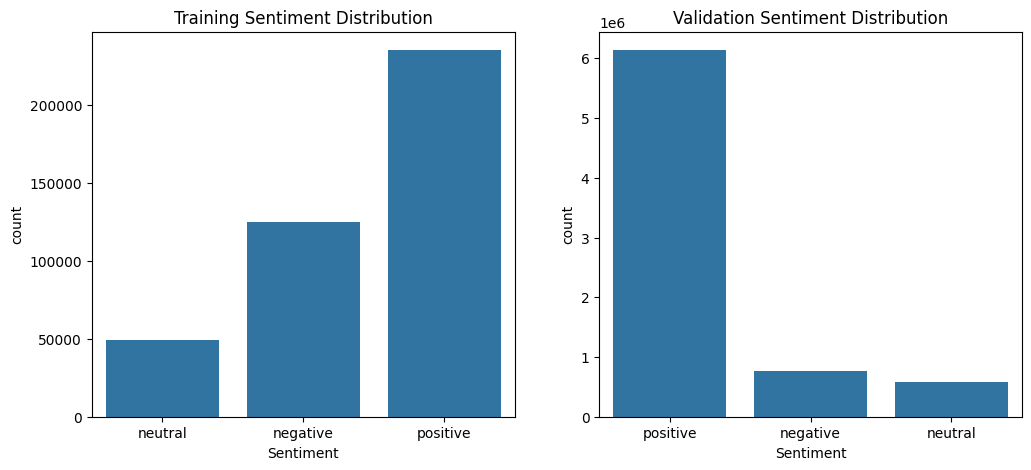 Training Sentiment Distribution
200000
150000
100000
50000
0
count
neutral negative positive
Sentiment
Validation Sentiment Distribution
1e6
6
5
4
3
2
1
0
count
positive negative neutral
Sentiment